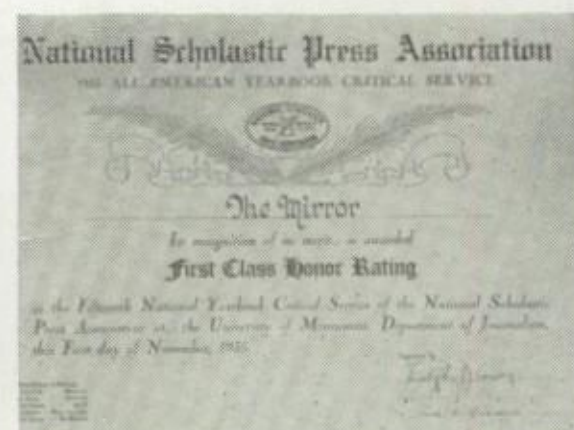 National Scholastic Press Association
ALL AMERICAN YEARBOOK CRITICAL SERVICE
The Mirror
In recognition of its merit, is awarded
First Class Honor Rating
in the Fifteenth National Yearbook Critical Service of the National Scholastic
Press Association at the University of Minnesota Department of Journalism,
this First day of November,